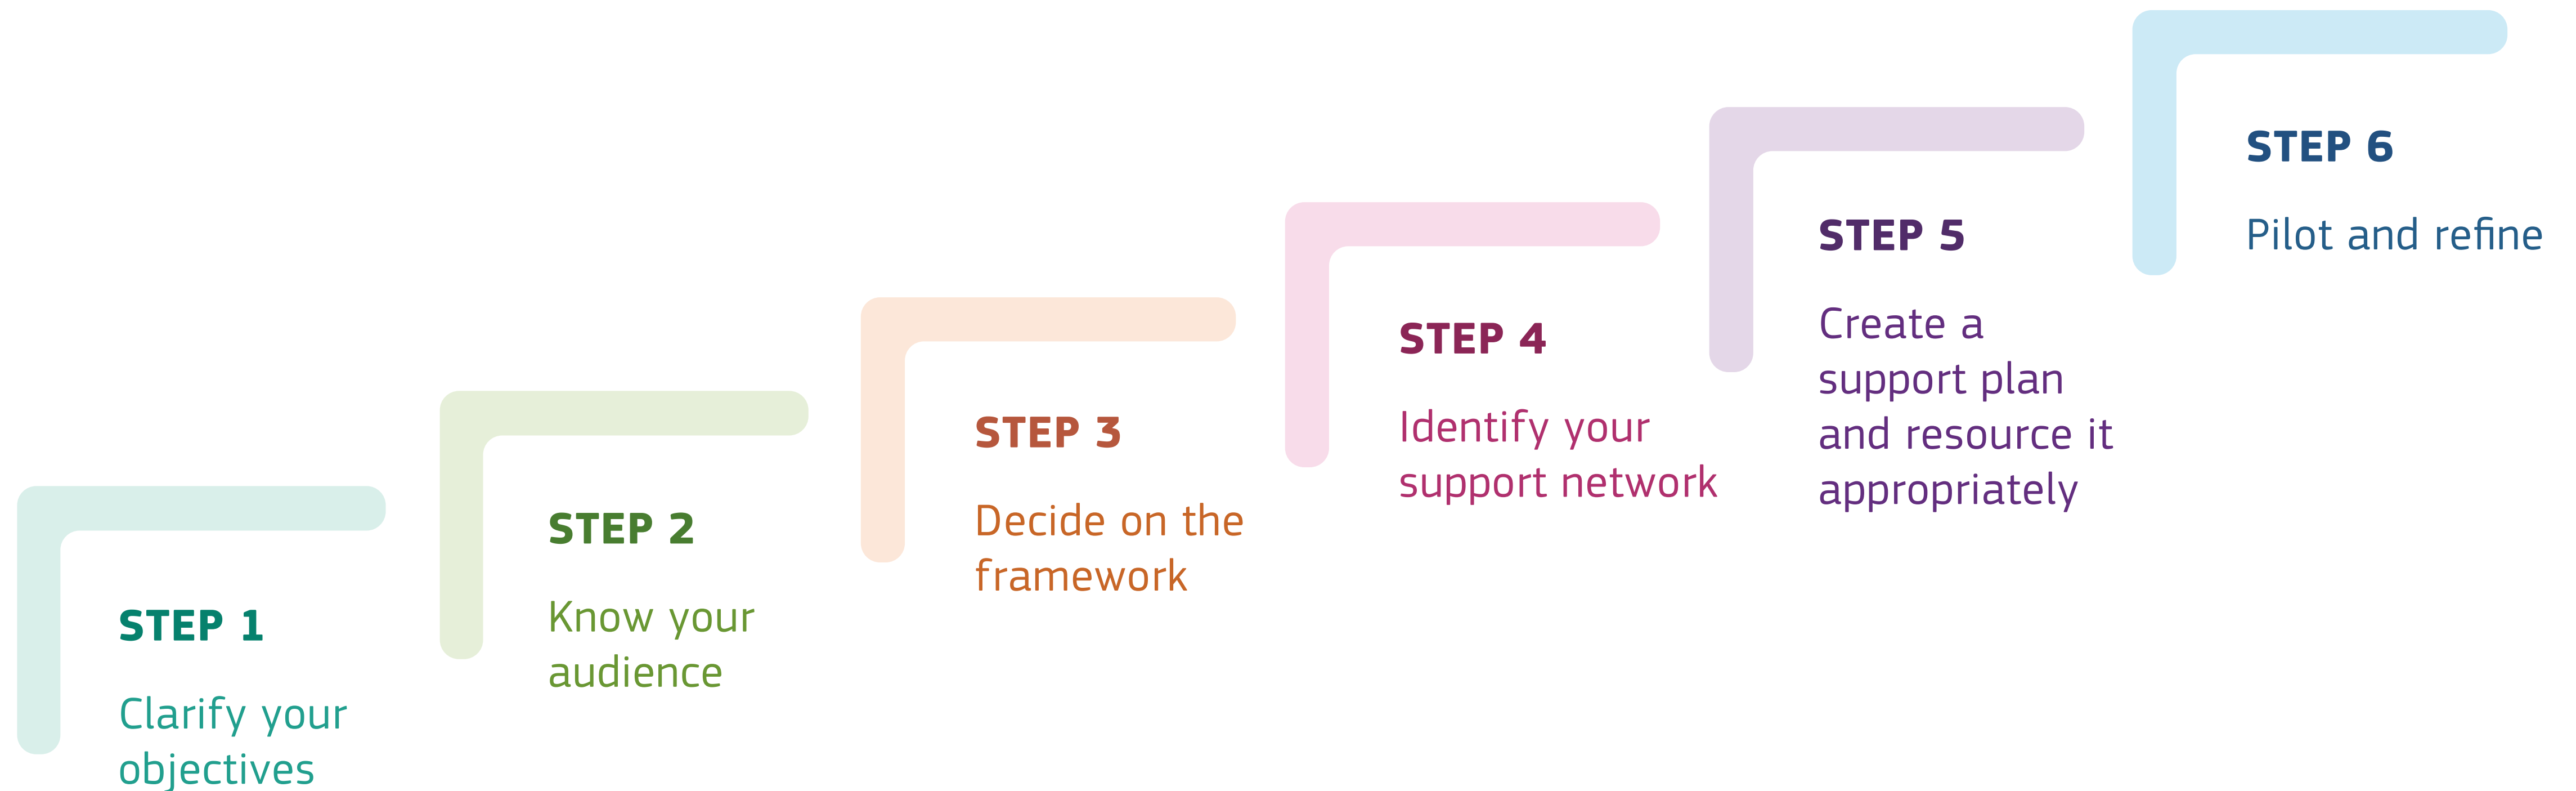 STEP 1
Clarify your
objectives
STEP 2
Know your
audience
STEP 3
Decide on the
framework
STEP 4
Identify your
support network
STEP 5
Create a
support plan
and resource it
appropriately
STEP 6
Pilot and refine